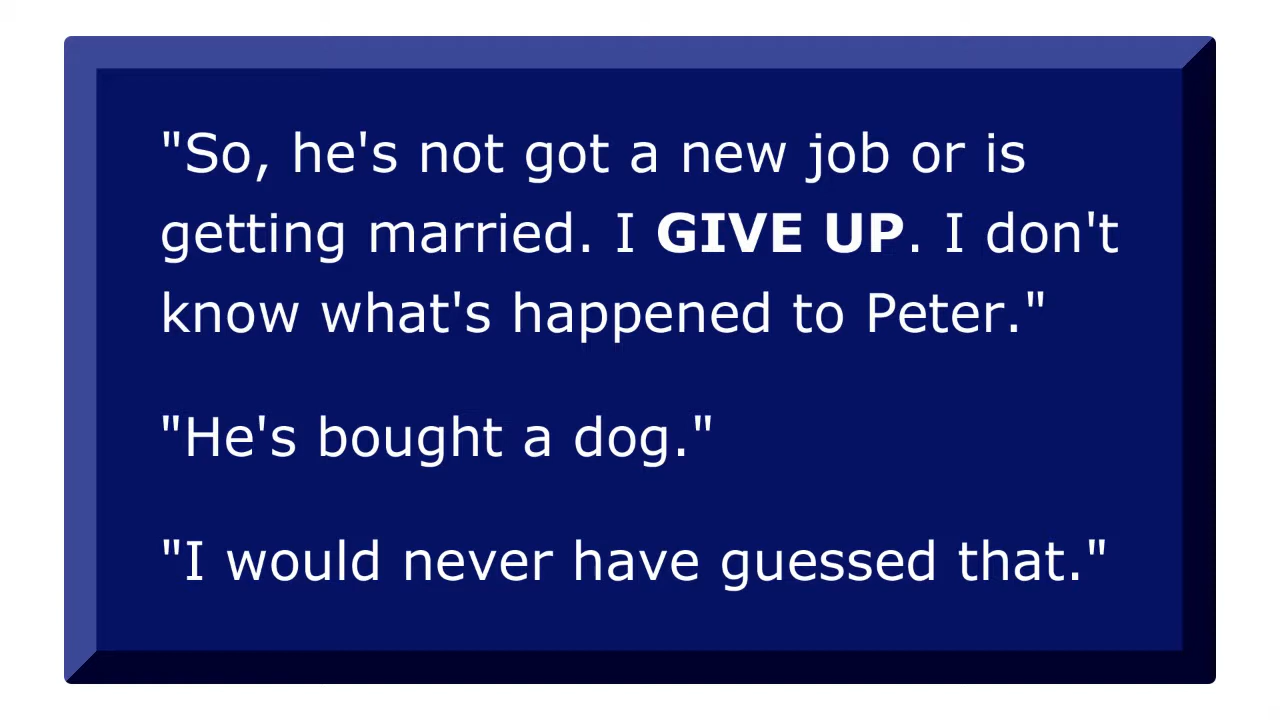 "So, he's not got a new job or is
getting married. I GIVE UP. I don't
know what's happened to Peter."
"He's bought a dog."
"I would never have guessed that."